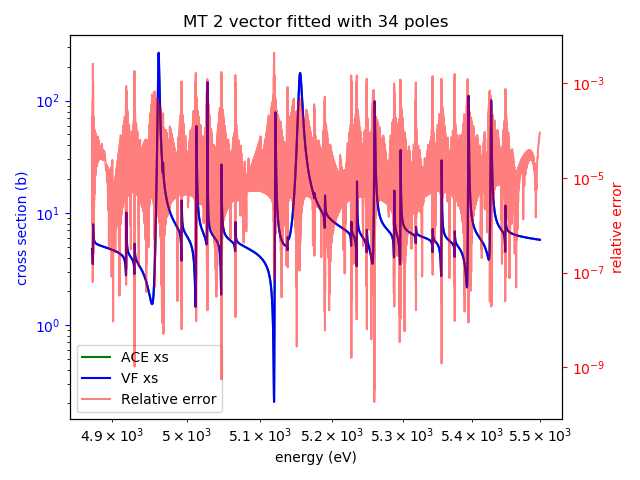 MT 2 vector fitted with 34 poles
10²
10¹
10⁰
cross section (b)
10⁻³
10⁻⁵
10⁻⁷
10⁻⁹
relative error
ACE xs
VF xs
Relative error
4.9 × 10³ 5 × 10³ 5.1 × 10³ 5.2 × 10³ 5.3 × 10³ 5.4 × 10³ 5.5 × 10³
energy (eV)